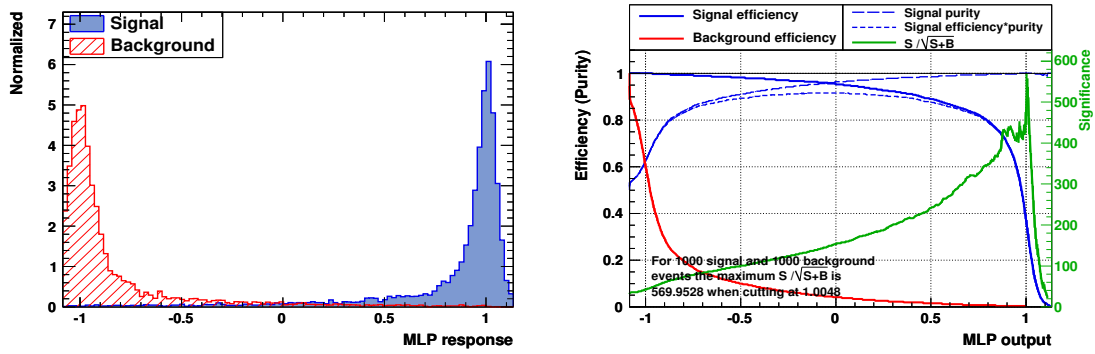 Normalized
7
6
5
4
3
2
1
0
Signal
Background
-1
-0.5
0
0.5
1
MLP response
Signal efficiency
Background efficiency
Signal purity
Signal efficiency*purity
S /√S+B
Efficiency (Purity)
1
0.8
0.6
0.4
0.2
0
For 1000 signal and 1000 background
events the maximum S /√S+B is
569.9528 when cutting at 1.0048
600
500
400
300
200
100
0
Significance
-1
-0.5
0
0.5
1
MLP output